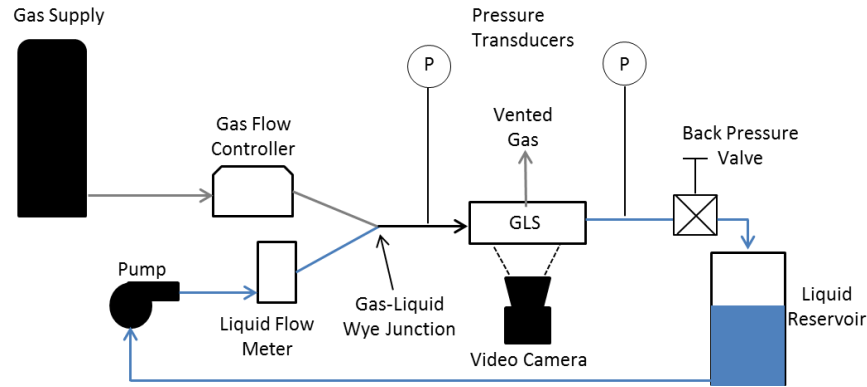 Gas Supply
Pressure
Transducers
P
P
Gas Flow
Controller
Vented
Gas
Back Pressure
Valve
GLS
Pump
Liquid Flow
Meter
Gas-Liquid
Wye Junction
Video Camera
Liquid
Reservoir